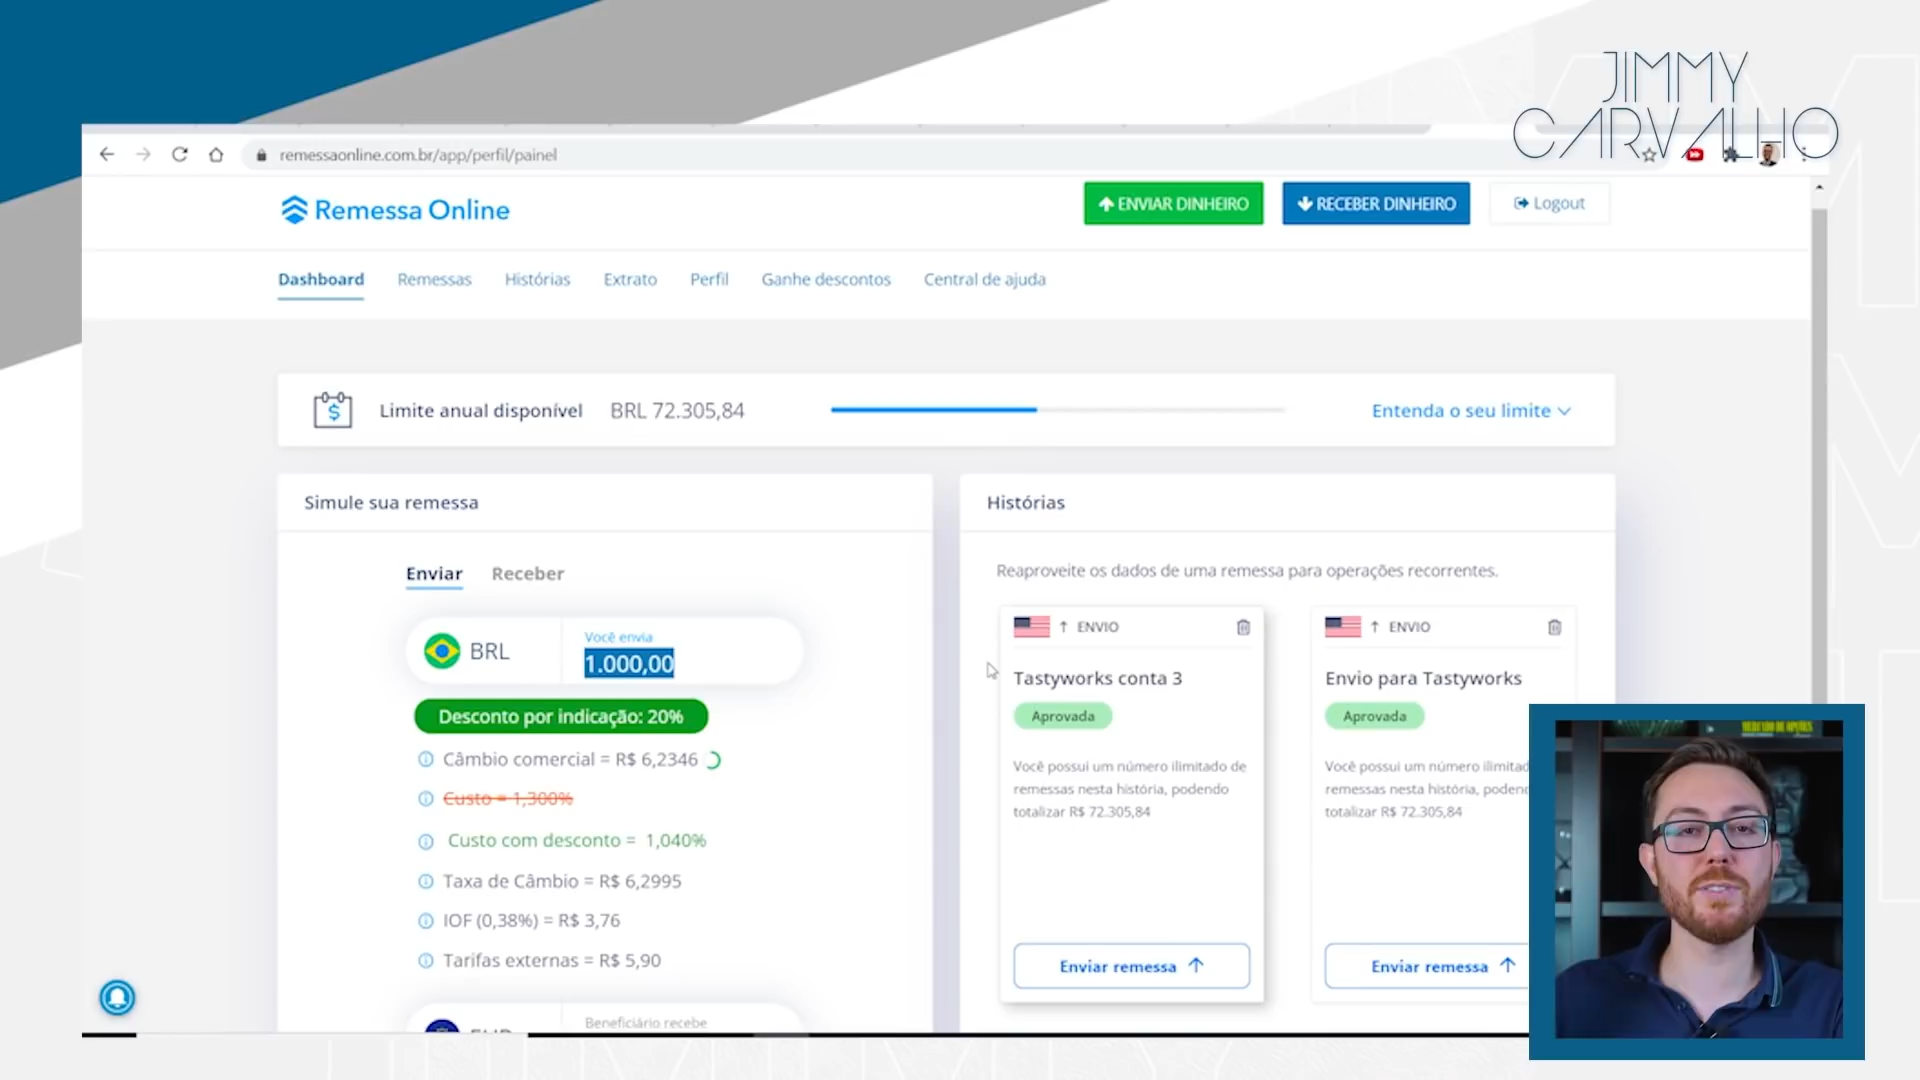 JIMMY
CARVALHO
remessaonline.com.br/app/perfil/painel
Remessa Online
ENVIAR DINHEIRO
RECEBER DINHEIRO
Logout
Dashboard
Remessas
Histórias
Extrato
Perfil
Ganhe descontos
Central de ajuda
Limite anual disponível
BRL 72.305,84
Entenda o seu limite
Simule sua remessa
Enviar
Receber
BRL
Você envia
1.000,00
Desconto por indicação: 20%
Câmbio comercial = R$ 6,2346
Custo = 1,300%
Custo com desconto = 1,040%
Taxa de Câmbio = R$ 6,2995
IOF (0,38%) = R$ 3,76
Tarifas externas = R$ 5,90
Beneficiário recebe
Histórias
Reaproveite os dados de uma remessa para operações recorrentes.
↑ ENVIO
Tastyworks conta 3
Aprovada
Você possui um número ilimitado de
remessas nesta história, podendo
totalizar R$ 72.305,84
Enviar remessa ↑
↑ ENVIO
Envio para Tastyworks
Aprovada
Você possui um número ilimitad
remessas nesta história, poden
totalizar R$ 72.305,84
Enviar remessa ↑